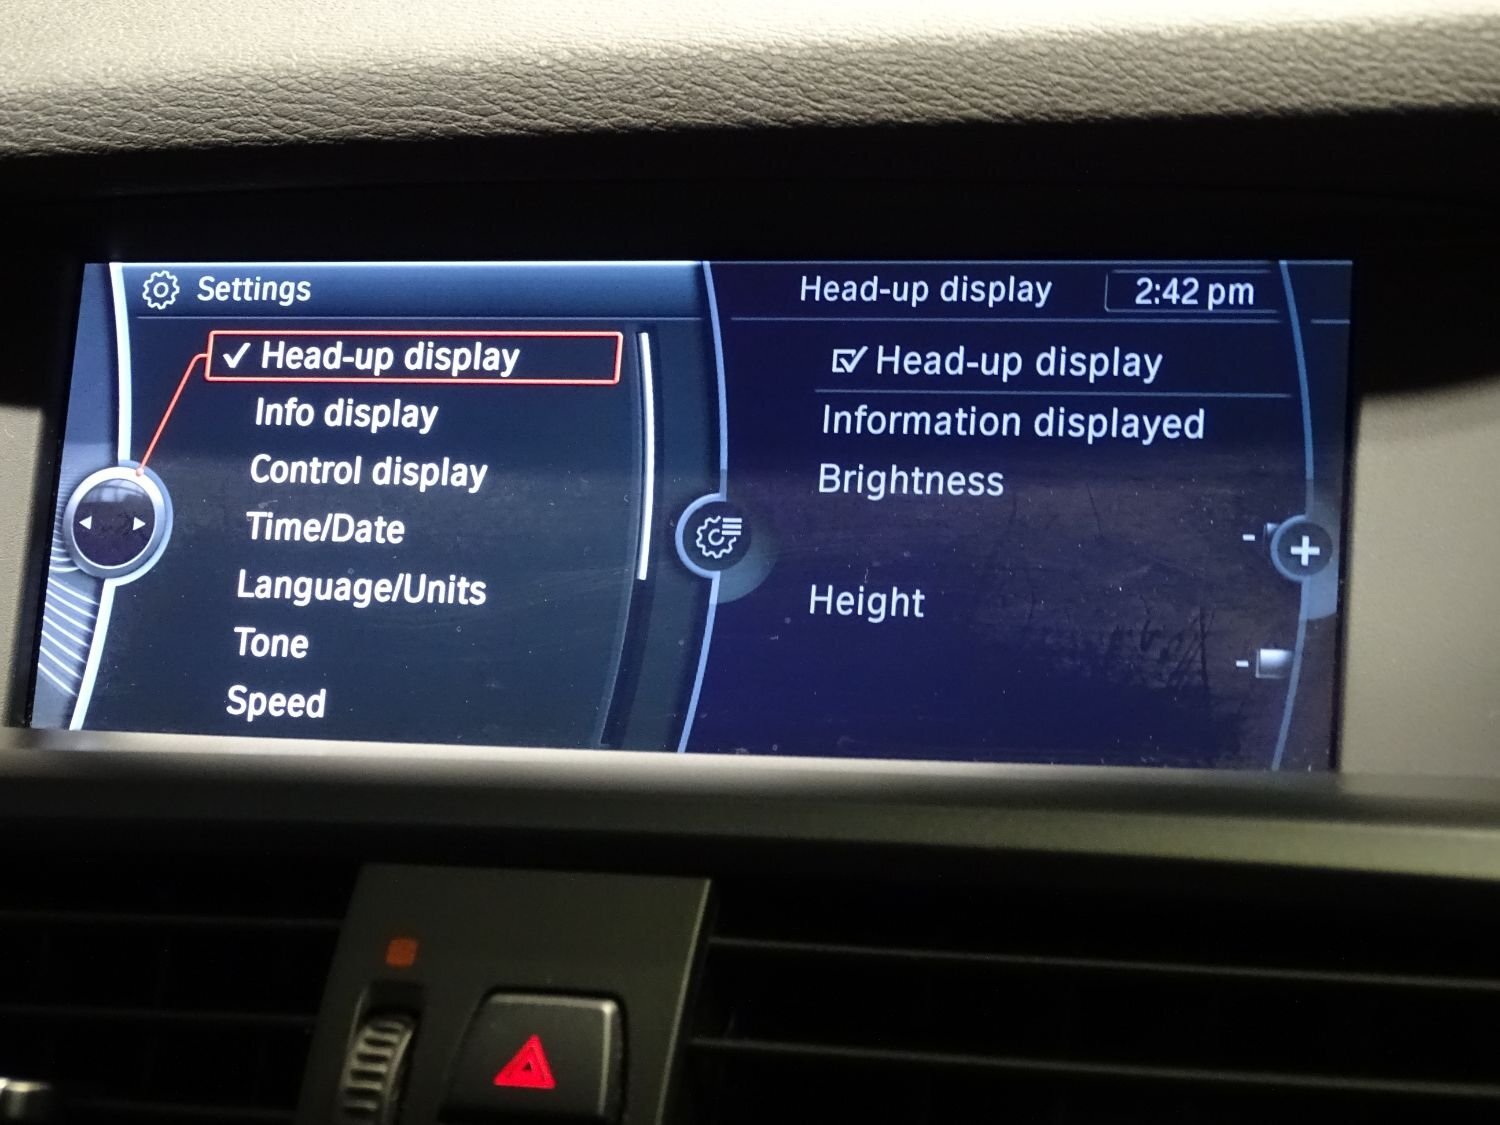 Settings
Head-up display
Info display
Control display
Time/Date
Language/Units
Tone
Speed
Head-up display 2:42 pm
Head-up display
Information displayed
Brightness
- +
Height
-